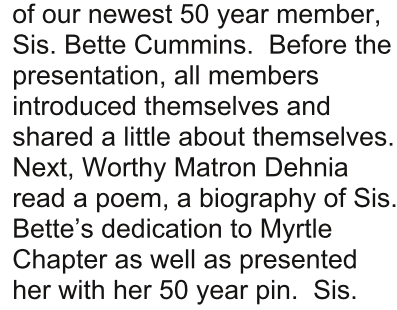 of our newest 50 year member,
Sis. Bette Cummins.  Before the
presentation, all members
introduced themselves and
shared a little about themselves.
Next, Worthy Matron Dehnia
read a poem, a biography of Sis.
Bette’s dedication to Myrtle
Chapter as well as presented
her with her 50 year pin.  Sis.